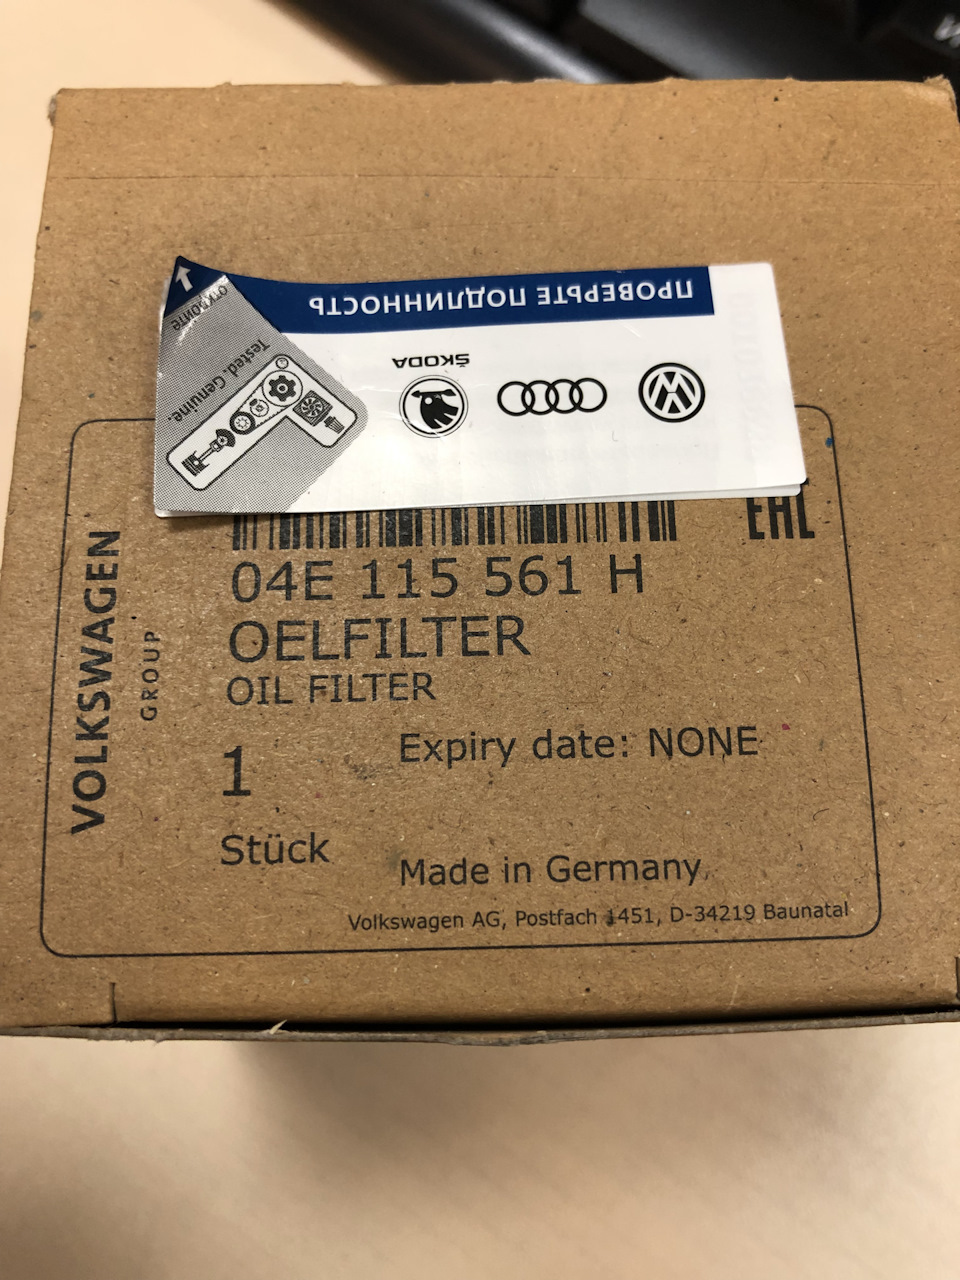 ПРОВЕРЬТЕ ПОДЛИННОСТЬ
ОТКРОЙТЕ
ŠKODA
Tested. Genuine.
EAC
04E 115 561 H
OELFILTER
OIL FILTER
1
Expiry date: NONE
Stück
Made in Germany
Volkswagen AG, Postfach 1451, D-34219 Baunatal
VOLKSWAGEN
GROUP